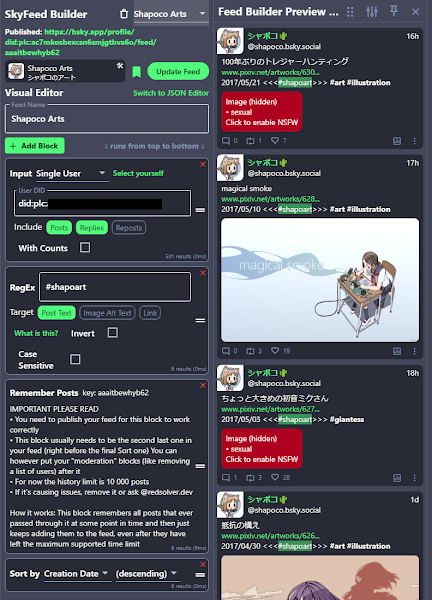 SkyFeed Builder
Shapoco Arts
Published: https://bsky.app/profile/
did:plc:ac7mkosbexcsn6smjgtbva6o/feed/
aaaitbewhyb62
Shapoco Arts
シャポコのアート
Update Feed
Visual Editor
Switch to JSON Editor
Feed Name
Shapoco Arts
+ Add Block
↓ runs from top to bottom ↓
Input
Single User
Select yourself
User DID
did:plc:
Include
Posts
Replies
Reposts
With Counts
501 results (0ms)
RegEx
#shapoart
Target
Post Text
Image Alt Text
Link
What is this?
Invert
Case
Sensitive
6 results (0ms)
Remember Posts key: aaaitbewhyb62
IMPORTANT PLEASE READ
• You need to publish your feed for this block to work
correctly
• This block usually needs to be the second last one in
your feed (right before the final Sort one) You can
however put your "moderation" blocks (like removing
a list of users) after it
• For now the history limit is 10 000 posts
• If it's causing issues, remove it or ask @redsolver.dev
How it works: This block remembers all posts that ever
passed through it at some point in time and then just
keeps adding them to the feed, even after they have
left the maximum supported time limit
6 results (0ms)
Sort by
Creation Date
(descending)
6 results (0ms)
Feed Builder Preview ...
シャポコ🌵
16h
@shapoco.bsky.social
100年ぶりのトレジャーハンティング
www.pixiv.net/artworks/630...
2017/05/21 <<<#shapoart>>> #art #illustration
Image (hidden)
• sexual
Click to enable NSFW
0
1
7
シャポコ🌵
17h
@shapoco.bsky.social
magical smoke
www.pixiv.net/artworks/628...
2017/05/10 <<<#shapoart>>> #art #illustration
magical smoke
0
3
19
シャポコ🌵
18h
@shapoco.bsky.social
ちょっと大きめの初音ミクさん
www.pixiv.net/artworks/627...
2017/05/03 <<<#shapoart>>> #giantess
Image (hidden)
• sexual
Click to enable NSFW
1
3
28
シャポコ🌵
1d
@shapoco.bsky.social
抵抗の構え
www.pixiv.net/artworks/626...
2017/04/30 <<<#shapoart>>> #art #illustration